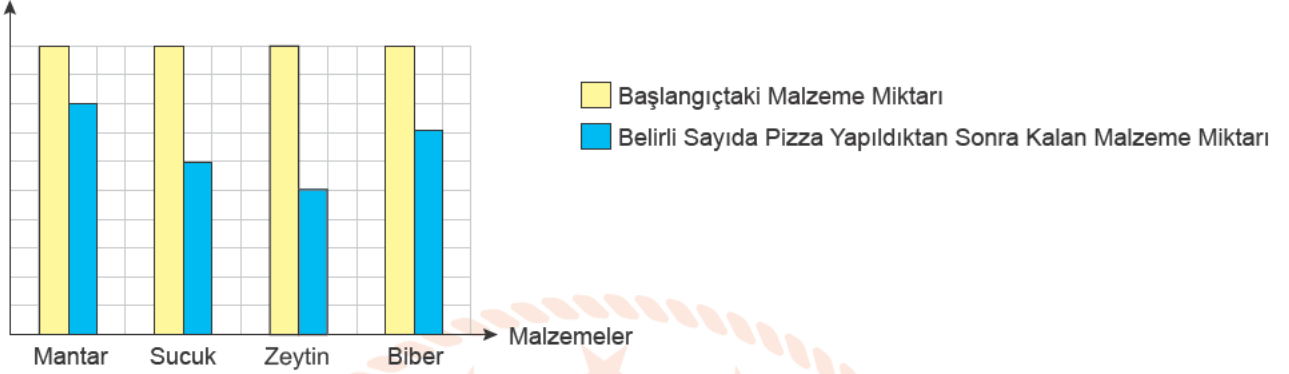 Başlangıçtaki Malzeme Miktarı
Belirli Sayıda Pizza Yapıldıktan Sonra Kalan Malzeme Miktarı
Malzemeler
Mantar Sucuk Zeytin Biber